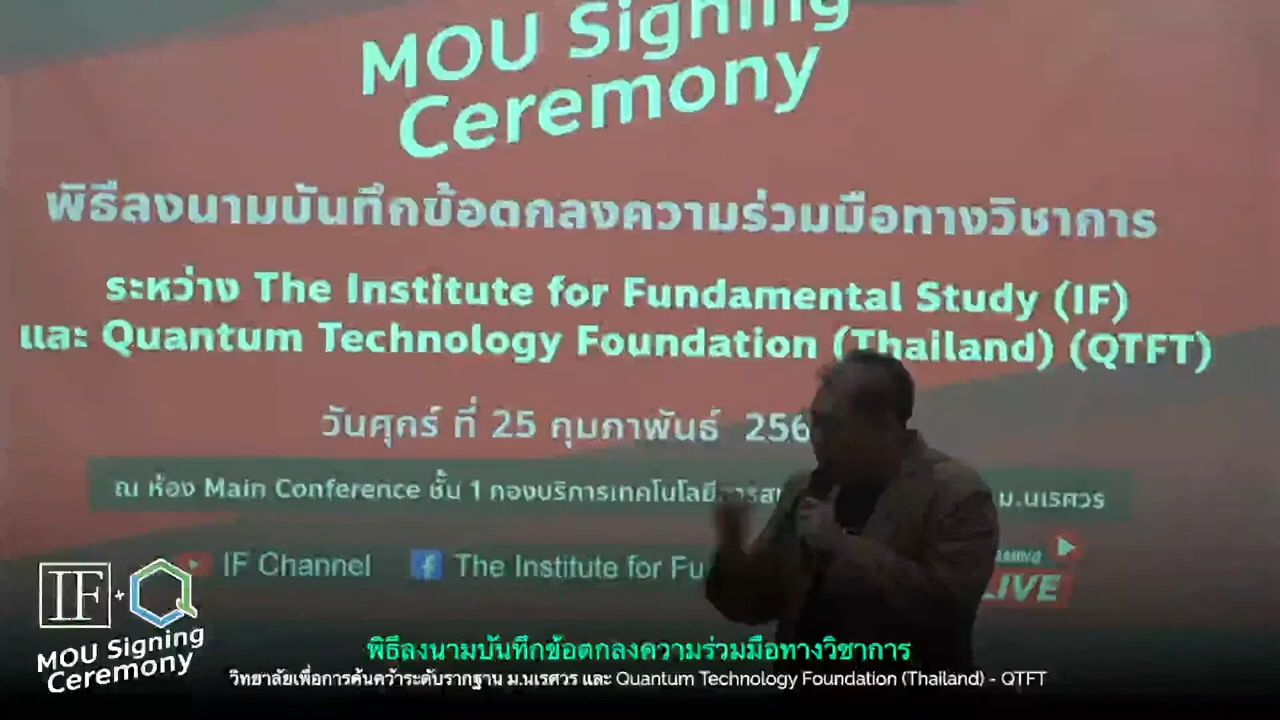 MOU Signing
Ceremony
พิธีลงนามบันทึกข้อตกลงความร่วมมือทางวิชาการ
ระหว่าง The Institute for Fundamental Study (IF)
และ Quantum Technology Foundation (Thailand) (QTFT)
วันศุกร์ ที่ 25 กุมภาพันธ์ 256
ณ ห้อง Main Conference ชั้น 1 กองบริการเทคโนโลยี ม.นเรศวร
IF Channel
The Institute for Fu
LIVE
IF + Q
MOU Signing
Ceremony
พิธีลงนามบันทึกข้อตกลงความร่วมมือทางวิชาการ
วิทยาลัยเพื่อการค้นคว้าระดับรากฐาน ม.นเรศวร และ Quantum Technology Foundation (Thailand) - QTFT